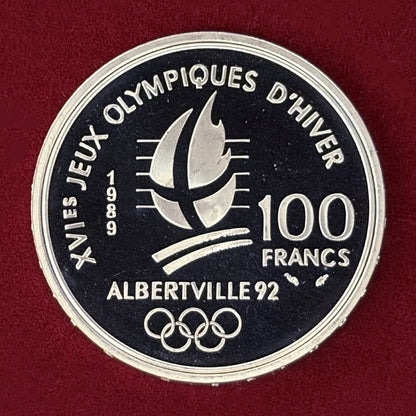 XVIES JEUX OLYMPIQUES D'HIVER
1989
100
FRANCS
ALBERTVILLE 92